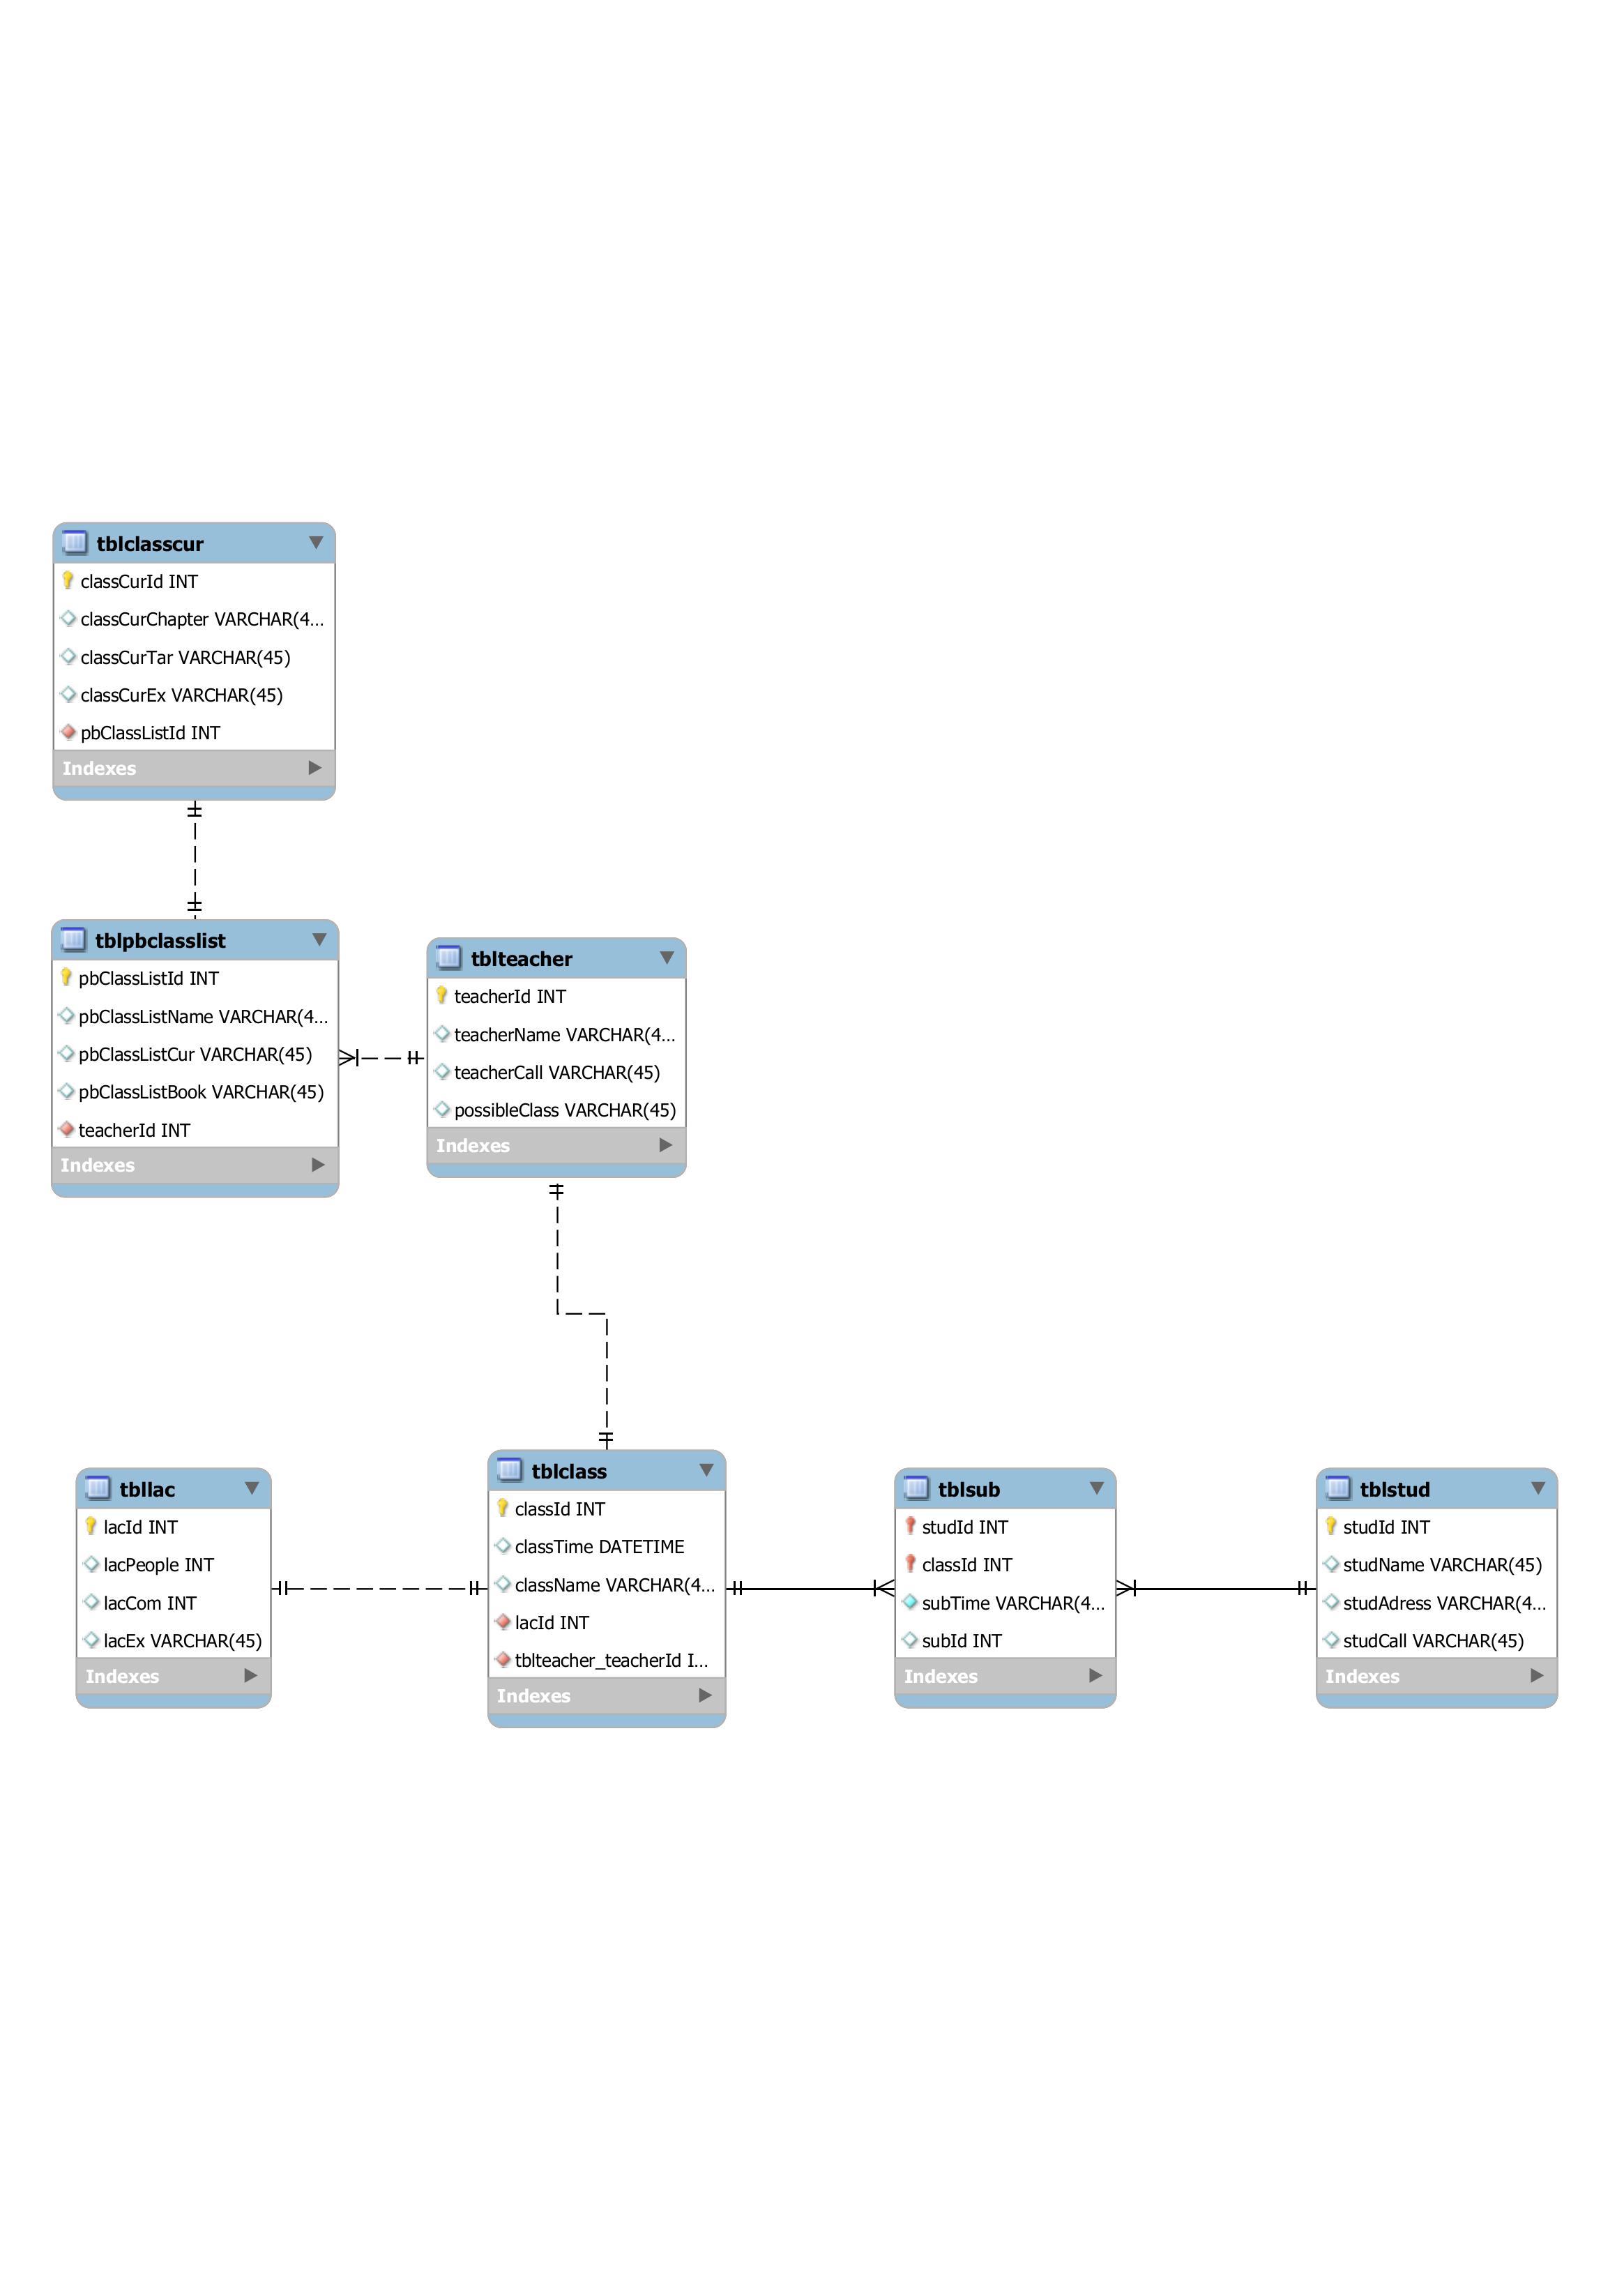 tblclasscur
classCurId INT
classCurChapter VARCHAR(4...
classCurTar VARCHAR(45)
classCurEx VARCHAR(45)
pbClassListId INT
Indexes
tblpbclasslist
pbClassListId INT
pbClassListName VARCHAR(4...
pbClassListCur VARCHAR(45)
pbClassListBook VARCHAR(45)
teacherId INT
Indexes
tblteacher
teacherId INT
teacherName VARCHAR(4...
teacherCall VARCHAR(45)
possibleClass VARCHAR(45)
Indexes
tbllac
lacId INT
lacPeople INT
lacCom INT
lacEx VARCHAR(45)
Indexes
tblclass
classId INT
classTime DATETIME
className VARCHAR(4...
lacId INT
tblteacher_teacherId I...
Indexes
tblsub
studId INT
classId INT
subTime VARCHAR(4...
subId INT
Indexes
tblstud
studId INT
studName VARCHAR(45)
studAdress VARCHAR(4...
studCall VARCHAR(45)
Indexes